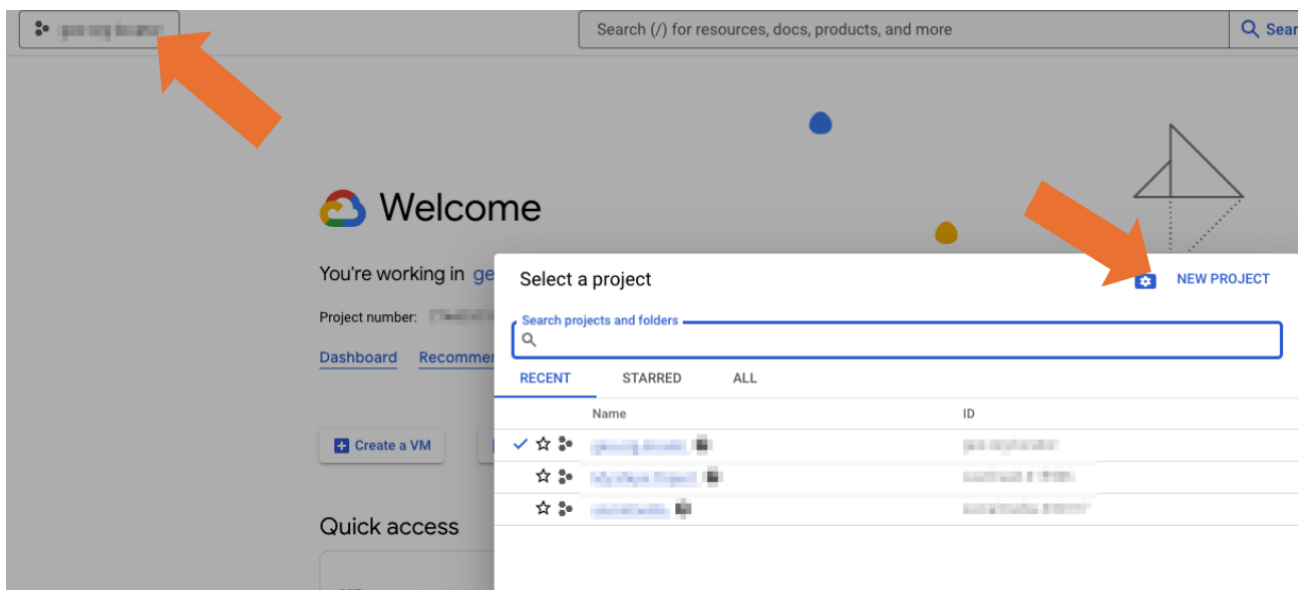 Search (/) for resources, docs, products, and more
Sear
Welcome
You're working in ge
Select a project
NEW PROJECT
Project number:
Search projects and folders
Dashboard Recommen
RECENT STARRED ALL
Name ID
Create a VM
Quick access